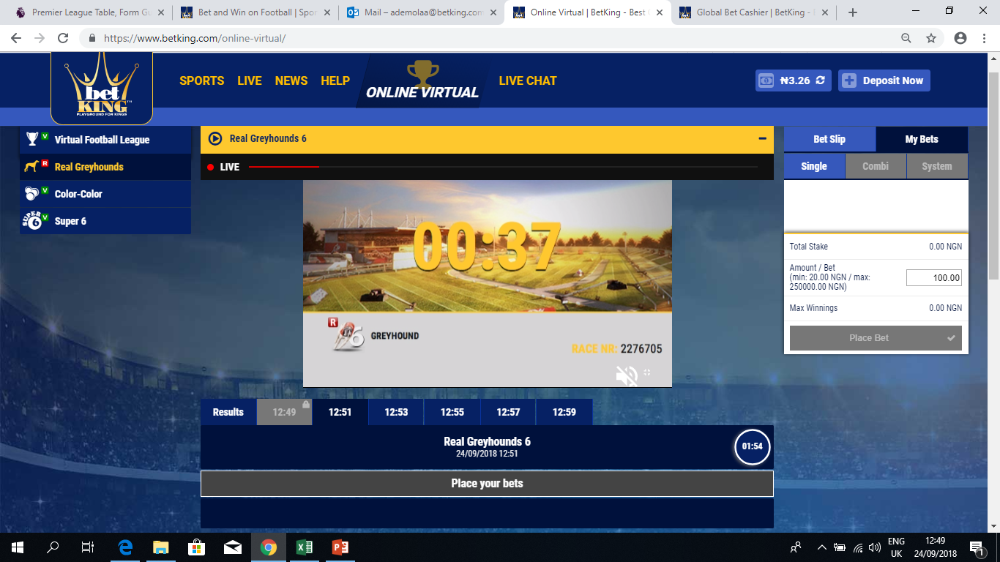 Premier League Table, Form Gu
Bet and Win on Football | Spor
Mail – ademolaa@betking.com
Online Virtual | BetKing - Best
Global Bet Cashier | BetKing -
https://www.betking.com/online-virtual/
bet
KING
PLAYGROUND FOR KINGS
SPORTS
LIVE
NEWS
HELP
ONLINE VIRTUAL
LIVE CHAT
₦3.26
Deposit Now
V Virtual Football League
R Real Greyhounds
V Color-Color
SUPER 6 V Super 6
Real Greyhounds 6
LIVE
00:37
R 6 GREYHOUND
RACE NR: 2276705
Bet Slip
My Bets
Single
Combi
System
Total Stake 0.00 NGN
Amount / Bet
(min: 20.00 NGN / max:
250000.00 NGN)
100.00
Max Winnings 0.00 NGN
Place Bet
Results 12:49 12:51 12:53 12:55 12:57 12:59
Real Greyhounds 6
24/09/2018 12:51
01:54
Place your bets
ENG
UK
12:49
24/09/2018
1